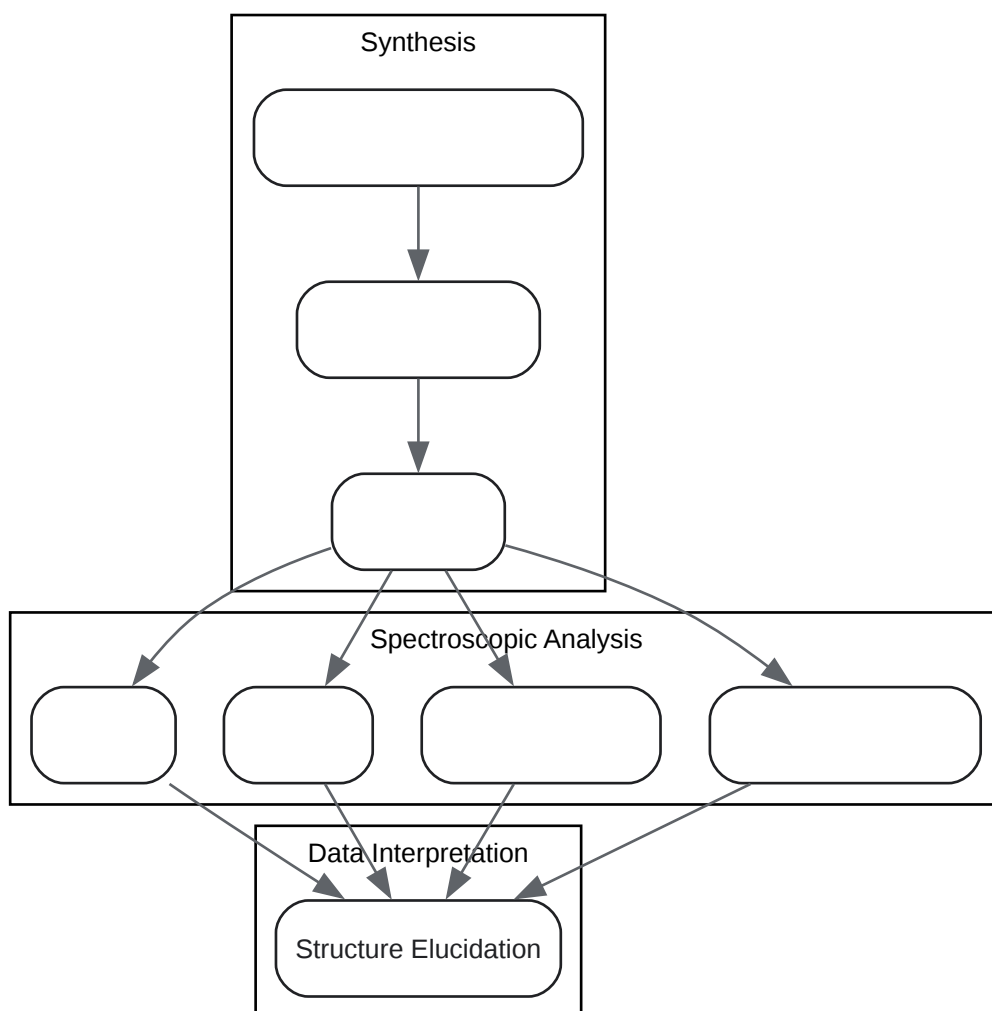 Synthesis
Spectroscopic Analysis
Data Interpretation
Structure Elucidation